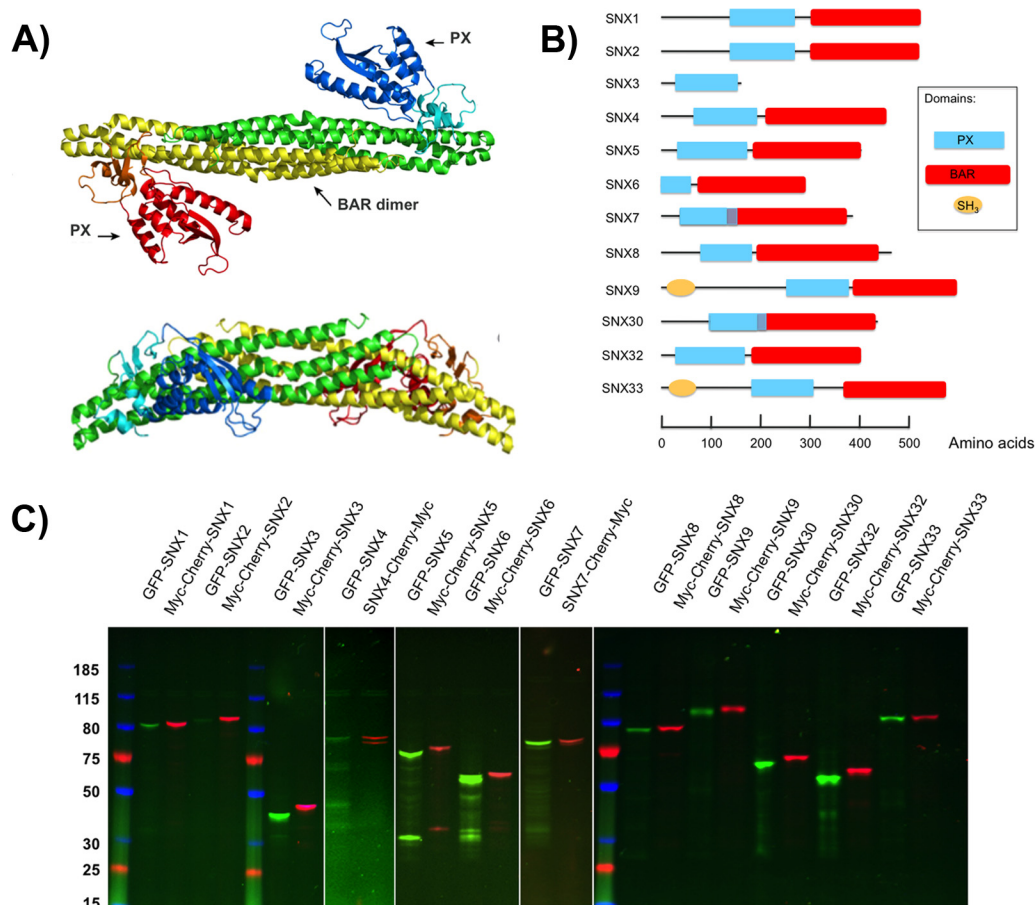 A)
PX
BAR dimer
PX
B)
SNX1
SNX2
SNX3
SNX4
SNX5
SNX6
SNX7
SNX8
SNX9
SNX30
SNX32
SNX33
Domains:
PX
BAR
SH3
0 100 200 300 400 500 Amino acids
C)
GFP-SNX1
Myc-Cherry-SNX1
GFP-SNX2
Myc-Cherry-SNX2
GFP-SNX3
Myc-Cherry-SNX3
GFP-SNX4
SNX4-Cherry-Myc
GFP-SNX5
Myc-Cherry-SNX5
GFP-SNX6
Myc-Cherry-SNX6
GFP-SNX7
SNX7-Cherry-Myc
GFP-SNX8
Myc-Cherry-SNX8
GFP-SNX9
Myc-Cherry-SNX9
GFP-SNX30
Myc-Cherry-SNX30
GFP-SNX32
Myc-Cherry-SNX32
GFP-SNX33
Myc-Cherry-SNX33
185
115
80
75
50
30
25
15